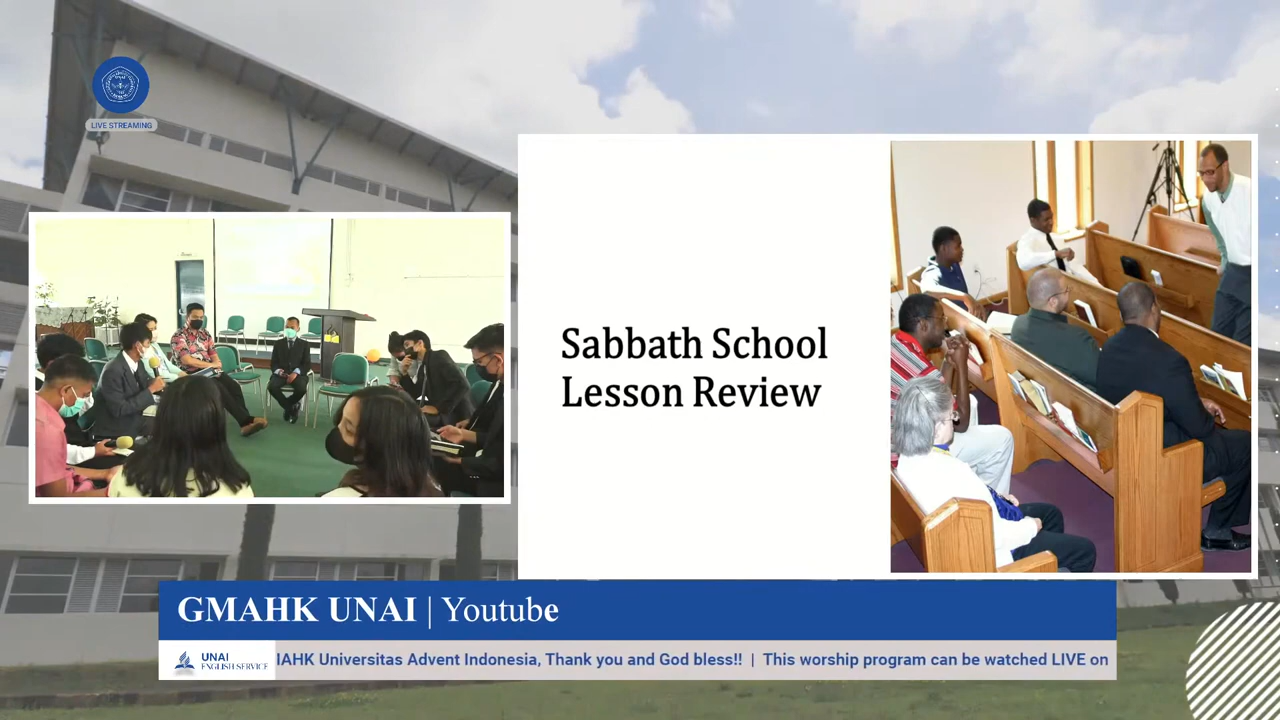 LIVE STREAMING
Sabbath School
Lesson Review
GMAHK UNAI | Youtube
UNAI
ENGLISH SERVICE
IAHK Universitas Advent Indonesia, Thank you and God bless!! | This worship program can be watched LIVE on